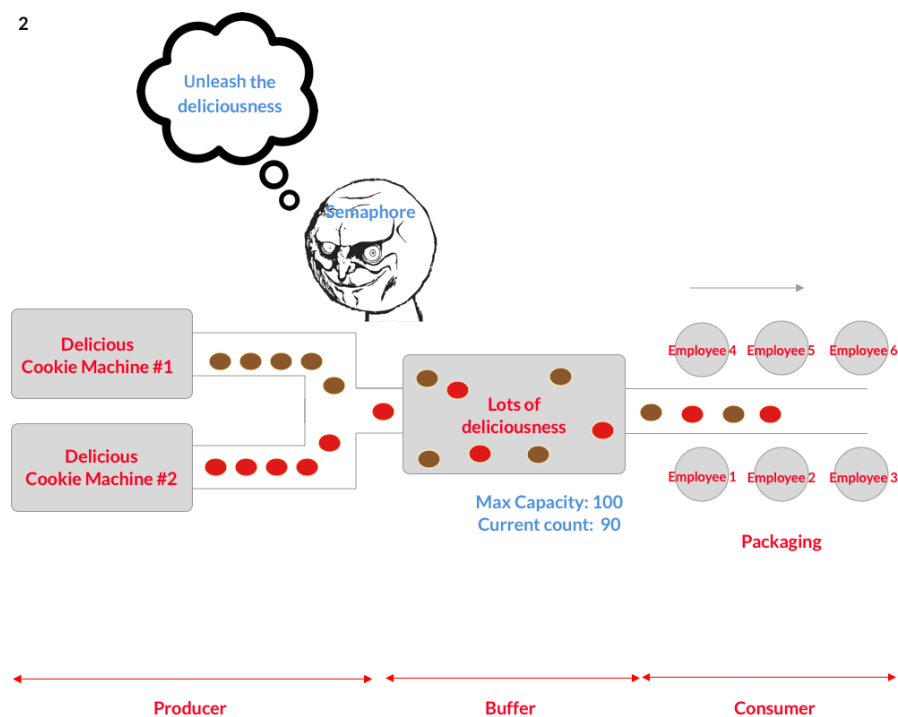 2
Unleash the
deliciousness
Semaphore
Delicious
Cookie Machine #1
Delicious
Cookie Machine #2
Lots of
deliciousness
Max Capacity: 100
Current count: 90
Employee 4
Employee 5
Employee 6
Employee 1
Employee 2
Employee 3
Packaging
Producer
Buffer
Consumer